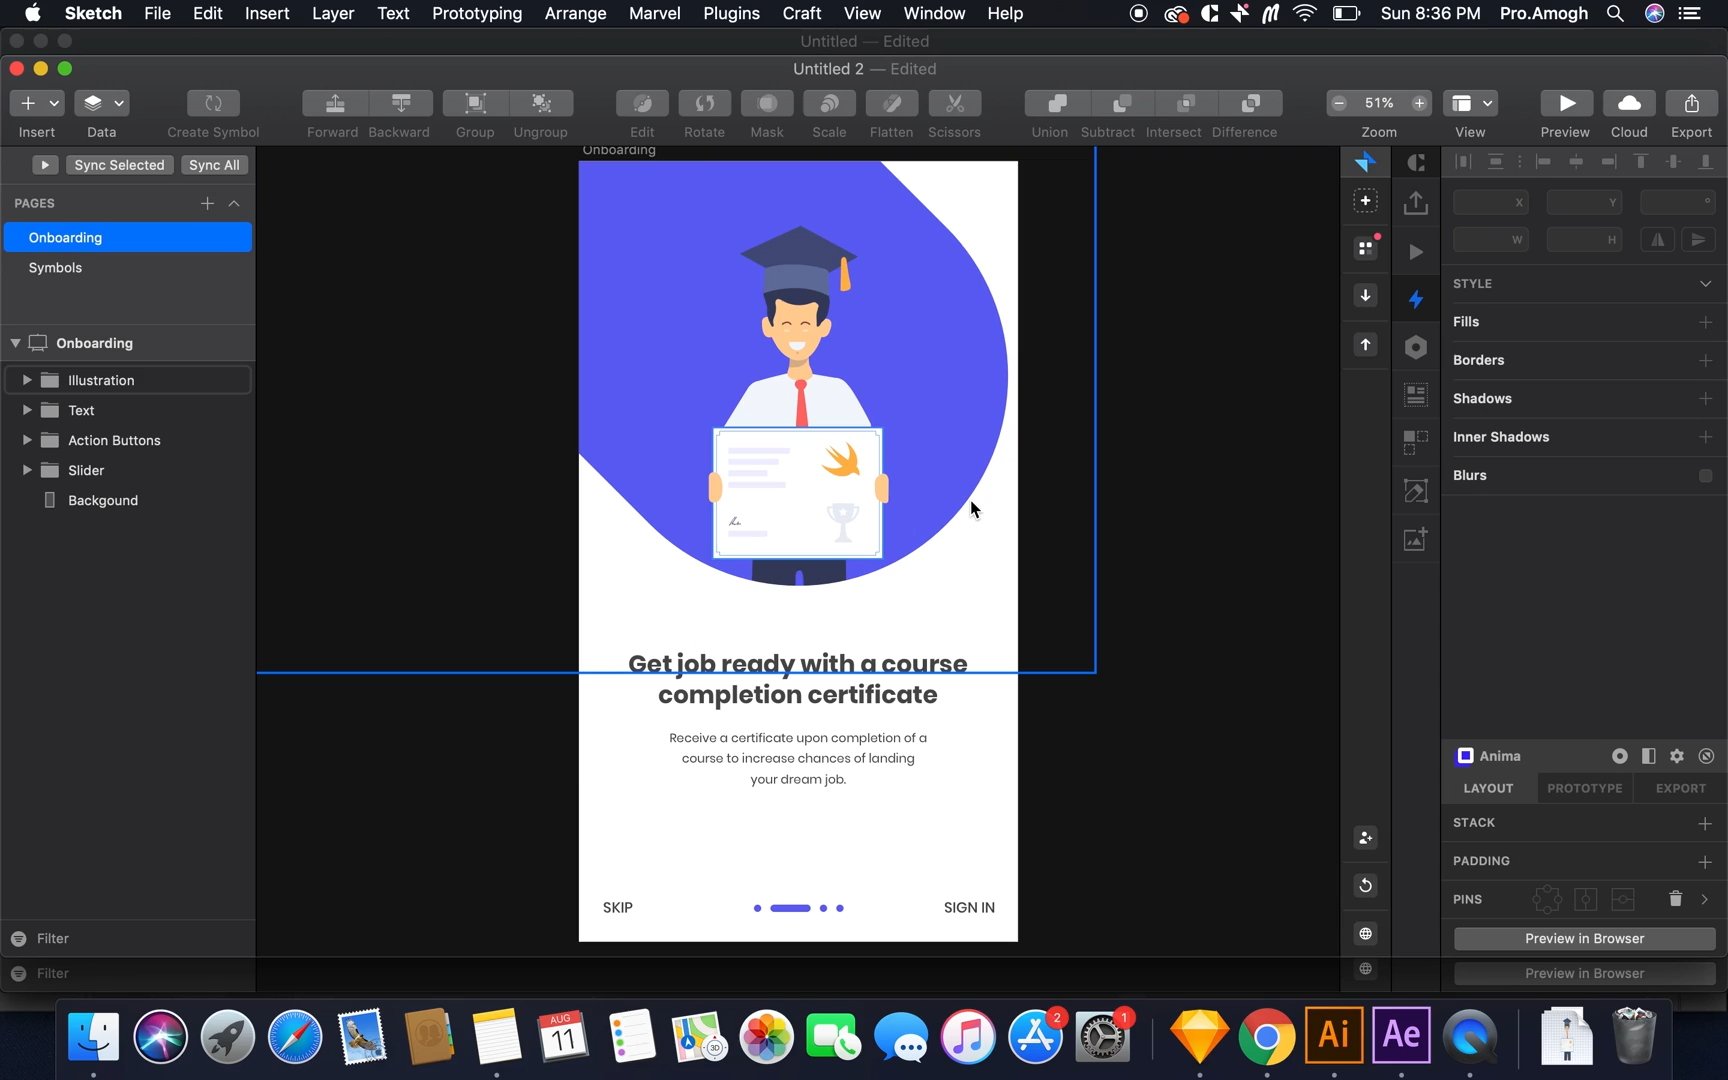 Sketch File Edit Insert Layer Text Prototyping Arrange Marvel Plugins Craft View Window Help Sun 8:36 PM Pro.Amogh
Untitled — Edited
Untitled 2 — Edited
51%
Insert Data Create Symbol Forward Backward Group Ungroup Edit Rotate Mask Scale Flatten Scissors Union Subtract Intersect Difference Zoom View Preview Cloud Export
Onboarding
Sync Selected Sync All
PAGES
Onboarding
Symbols
Onboarding
Illustration
Text
Action Buttons
Slider
Backgound
Filter
Filter
Get job ready with a course
completion certificate
Receive a certificate upon completion of a
course to increase chances of landing
your dream job.
SKIP SIGN IN
X Y °
W H
STYLE
Fills
Borders
Shadows
Inner Shadows
Blurs
Anima
LAYOUT PROTOTYPE EXPORT
STACK
PADDING
PINS
Preview in Browser
Preview in Browser
AUG
11
3D
2
1
Ai
Ae